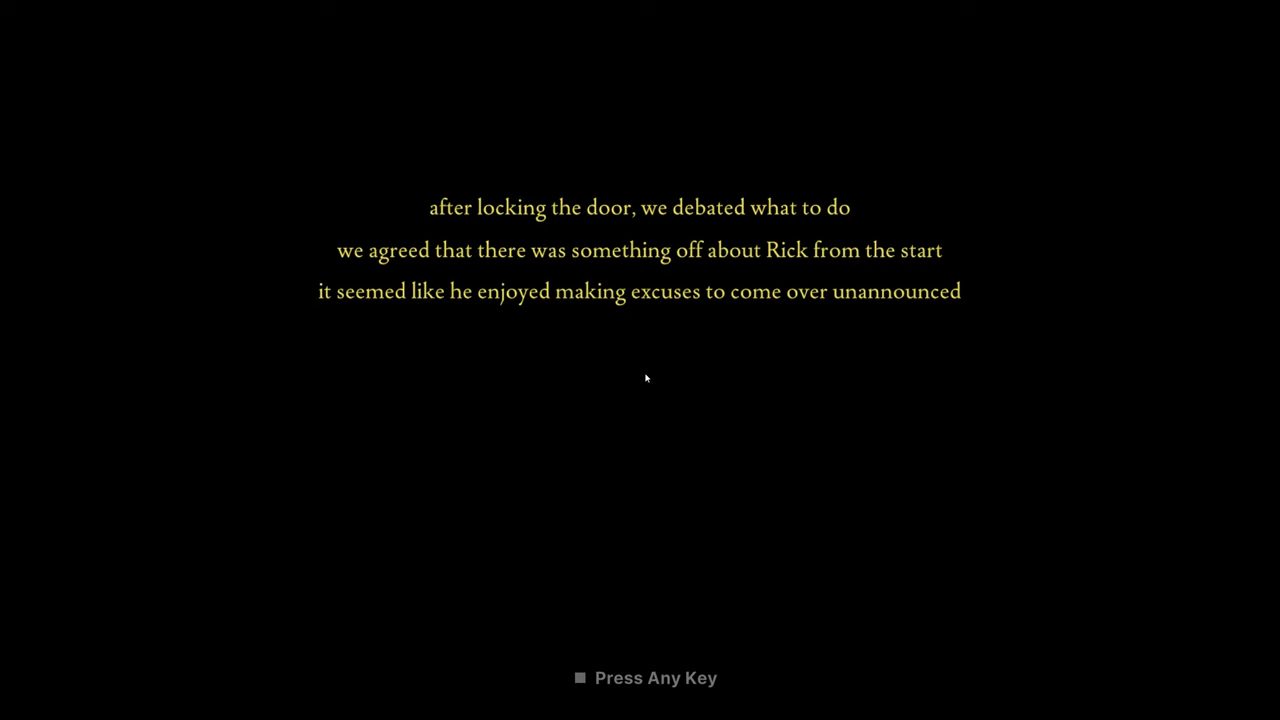 after locking the door, we debated what to do
we agreed that there was something off about Rick from the start
it seemed like he enjoyed making excuses to come over unannounced
Press Any Key